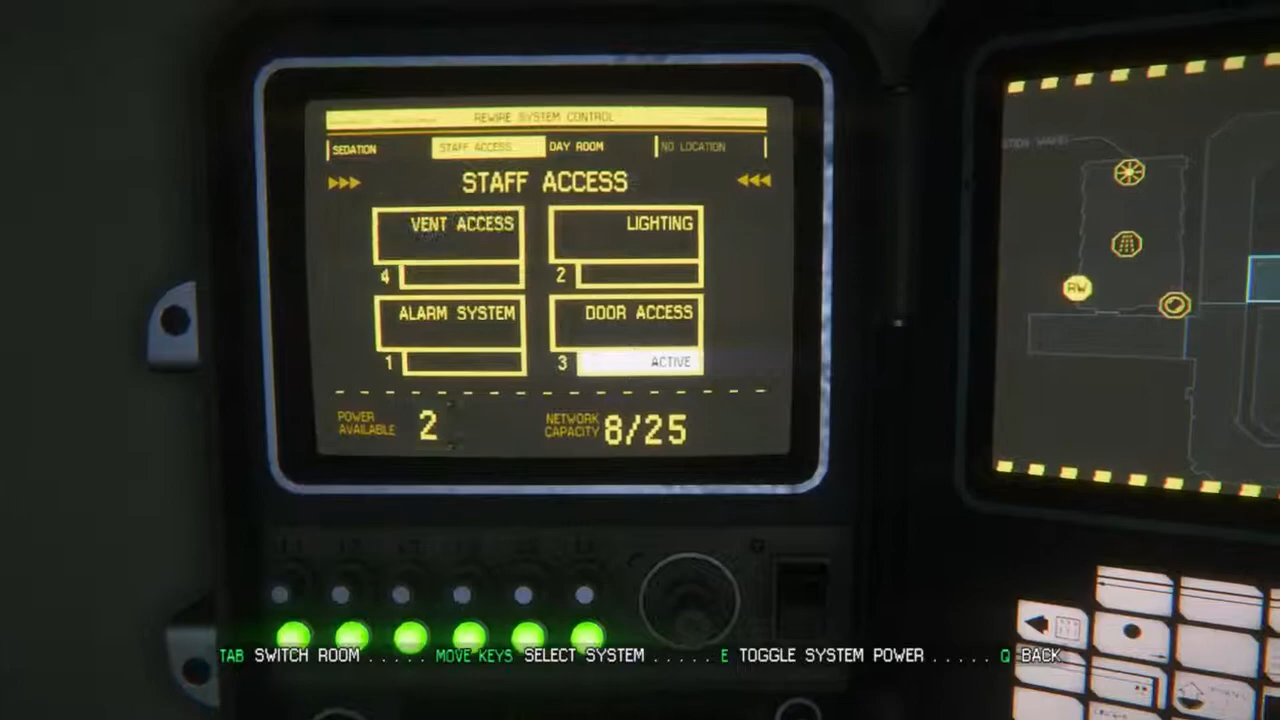 REWIRE SYSTEM CONTROL
SEDATION
STAFF ACCESS
DAY ROOM
NO LOCATION
STAFF ACCESS
VENT ACCESS
4
LIGHTING
2
ALARM SYSTEM
1
DOOR ACCESS
3 ACTIVE
POWER AVAILABLE 2
NETWORK CAPACITY 8/25
RW
TAB SWITCH ROOM ..... MOVE KEYS SELECT SYSTEM ..... E TOGGLE SYSTEM POWER ..... Q BACK